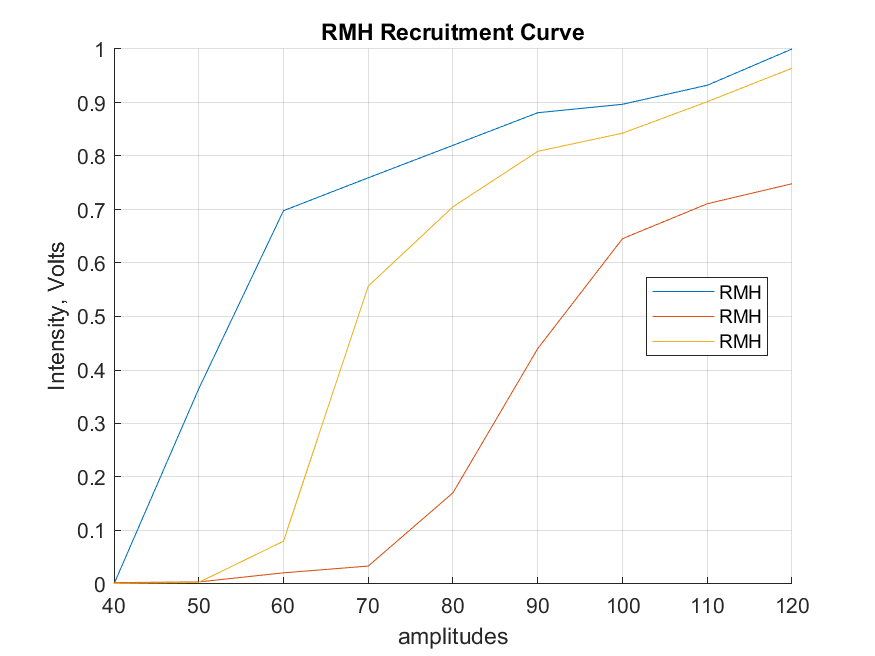 RMH Recruitment Curve
1
0.9
0.8
0.7
0.6
0.5
0.4
0.3
0.2
0.1
0
Intensity, Volts
RMH
RMH
RMH
40 50 60 70 80 90 100 110 120
amplitudes